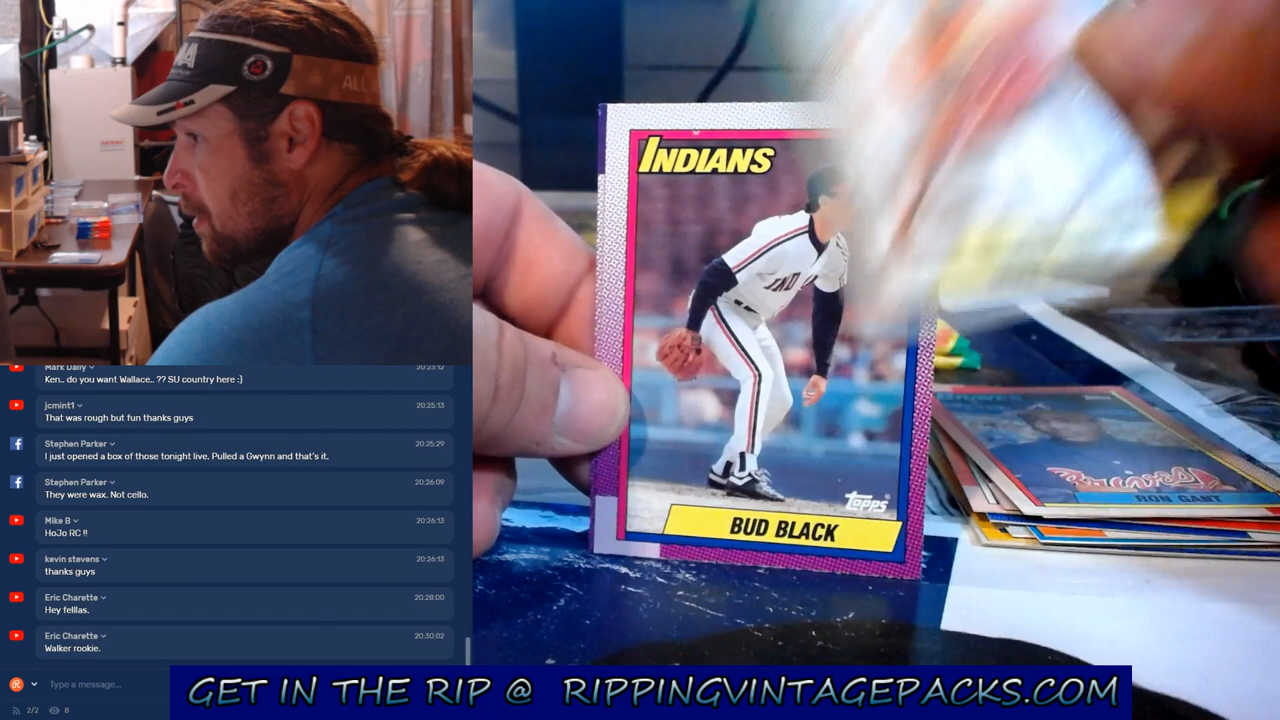 ALL
Mark Dally
20:23:12
Ken.. do you want Wallace.. ?? SU country here :)
jcmint1
20:25:13
That was rough but fun thanks guys
Stephen Parker
20:25:29
I just opened a box of those tonight live. Pulled a Gwynn and that's it.
Stephen Parker
20:26:09
They were wax. Not cello.
Mike B
20:26:13
HoJo RC !!
kevin stevens
20:26:13
thanks guys
Eric Charette
20:28:00
Hey felllas.
Eric Charette
20:30:02
Walker rookie.
Type a message...
2/2
8
INDIANS
topps
BUD BLACK
RON GANT
GET IN THE RIP @ RIPPINGVINTAGEPACKS.COM